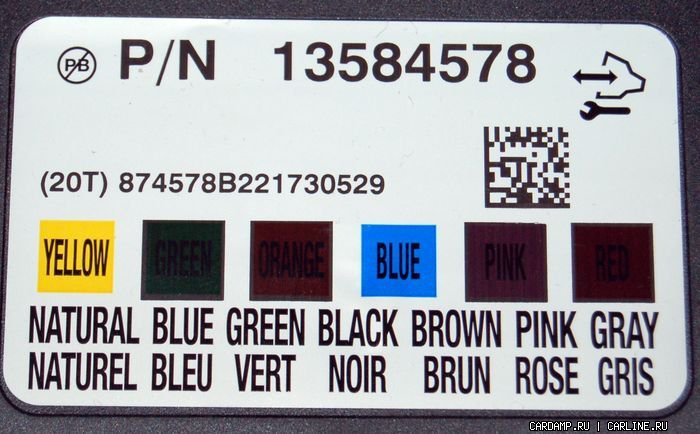 PB P/N 13584578
(20T) 874578B221730529
YELLOW GREEN ORANGE BLUE PINK RED
NATURAL BLUE GREEN BLACK BROWN PINK GRAY
NATUREL BLEU VERT NOIR BRUN ROSE GRIS
CARDAMP.RU | CARLINE.RU